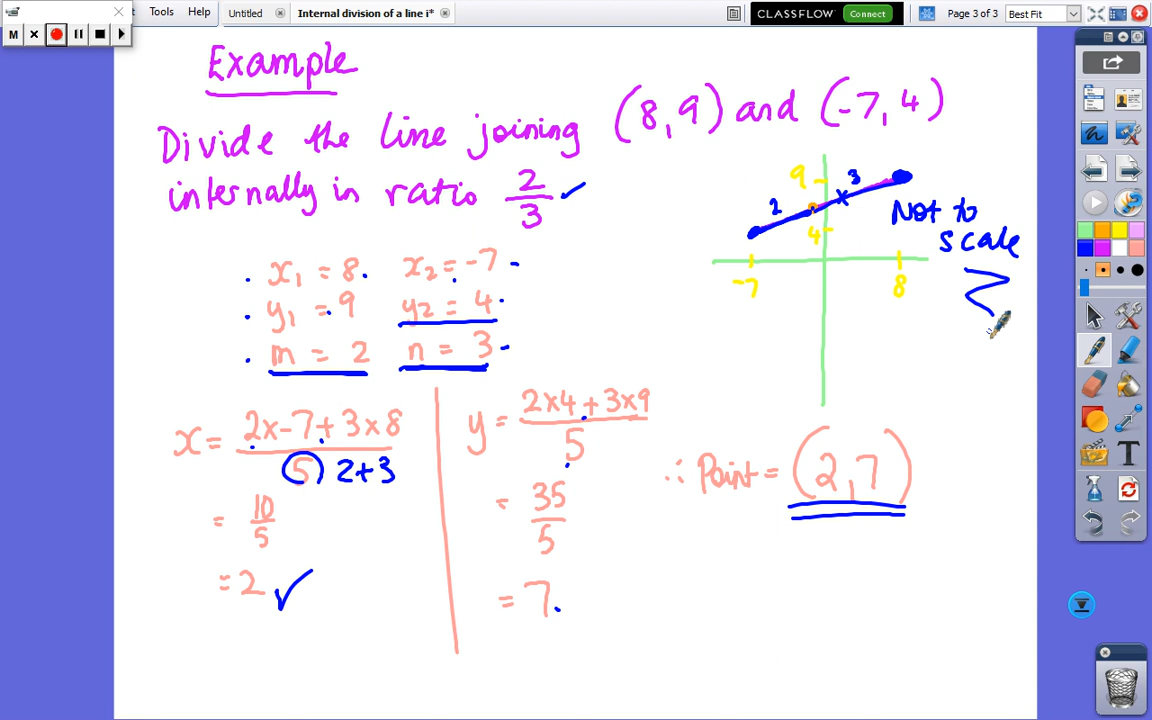 Tools Help
Untitled
Internal division of a line i*
CLASSFLOW Connect
Page 3 of 3
Best Fit
M
Example
Divide the line joining (8,9) and (-7,4)
internally in ratio 2/3
x1 = 8 x2 = -7
y1 = 9 y2 = 4
m = 2 n = 3
x = 2x-7+3x8
5 2+3
= 10/5
= 2
y = 2x4+3x9
5
= 35/5
= 7
∴ Point = (2,7)
9
3
2
4
-7
8
Not to
scale
T